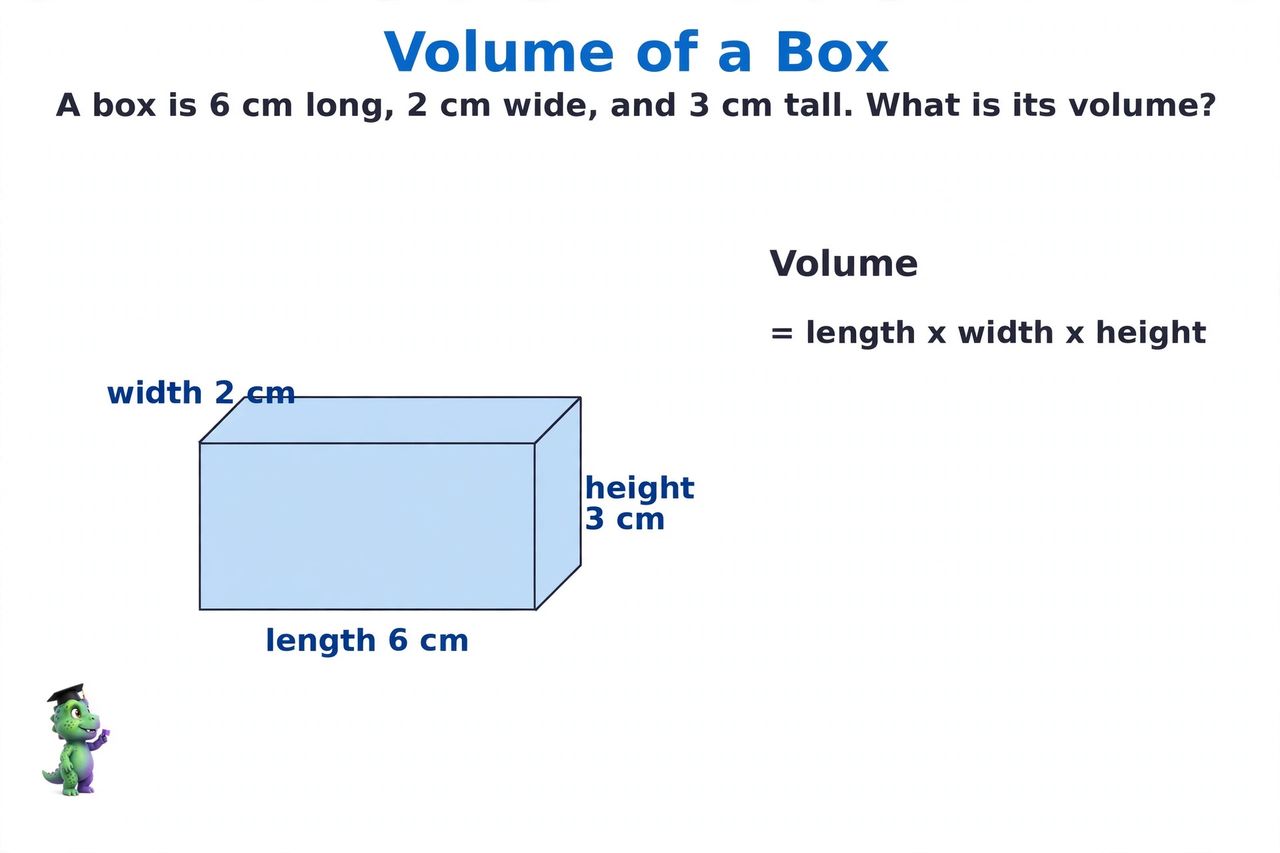 Volume of a Box
A box is 6 cm long, 2 cm wide, and 3 cm tall. What is its volume?
Volume
= length x width x height
width 2 cm
height
3 cm
length 6 cm